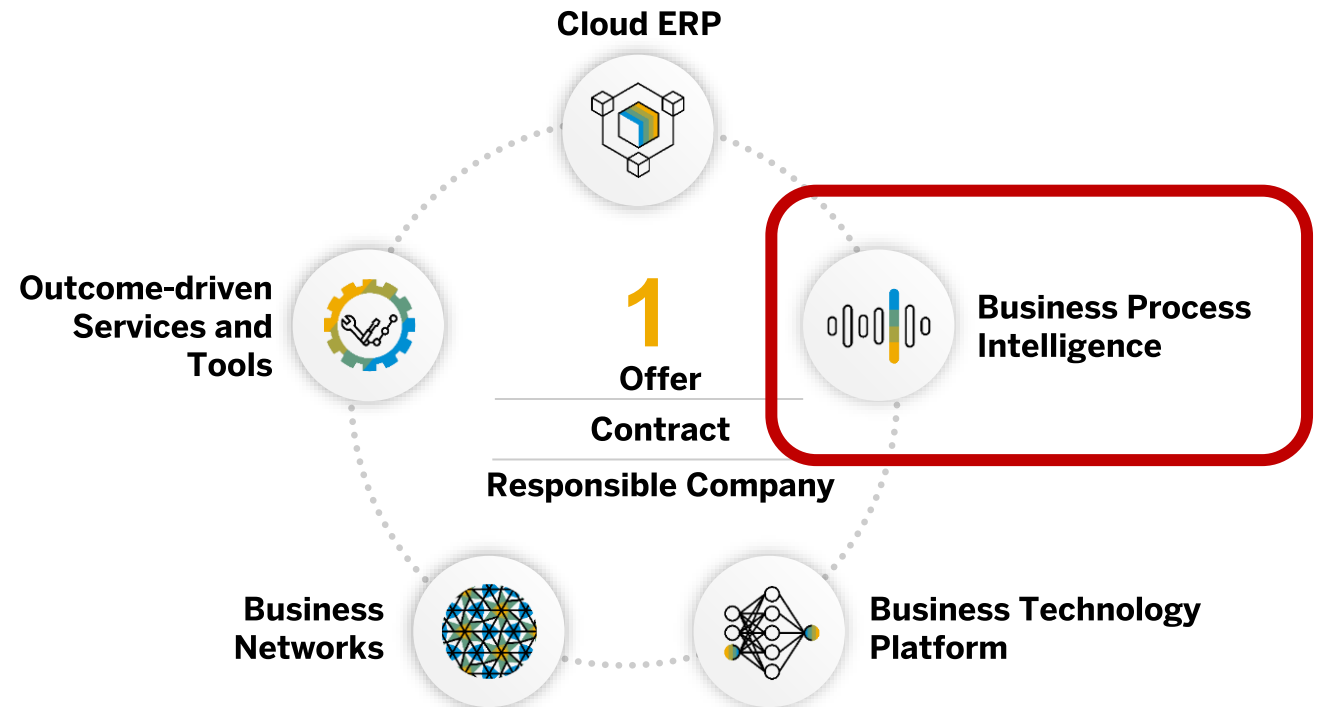 Cloud ERP
Outcome-driven
Services and
Tools
1
Offer
Contract
Responsible Company
Business Process
Intelligence
Business
Networks
Business Technology
Platform